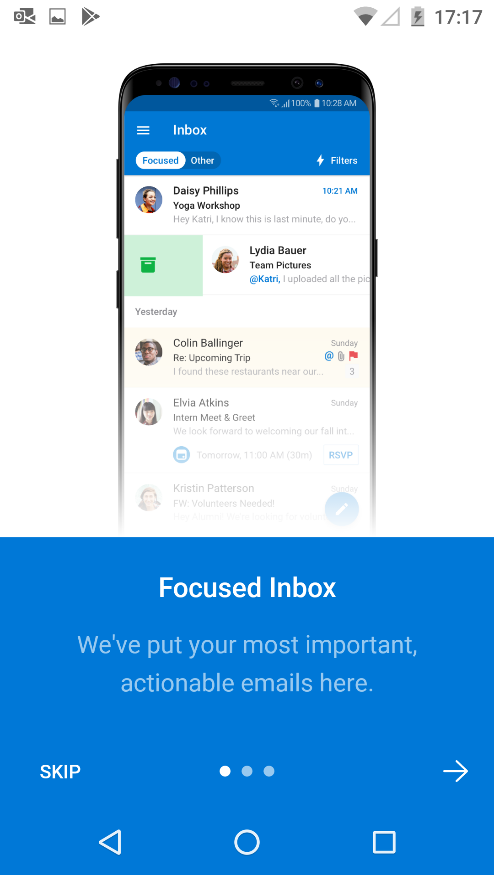 17:17
100% 10:28 AM
Inbox
Focused Other Filters
Daisy Phillips 10:21 AM
Yoga Workshop
Hey Katri, I know this is last minute, do yo...
Lydia Bauer
Team Pictures
@Katri, I uploaded all the pic
Yesterday
Colin Ballinger Sunday
Re: Upcoming Trip @
I found these restaurants near our... 3
Elvia Atkins Sunday
Intern Meet & Greet
We look forward to welcoming our fall int...
Tomorrow, 11:00 AM (30m) RSVP
Kristin Patterson Sunday
FW: Volunteers Needed!
Focused Inbox
We've put your most important,
actionable emails here.
SKIP